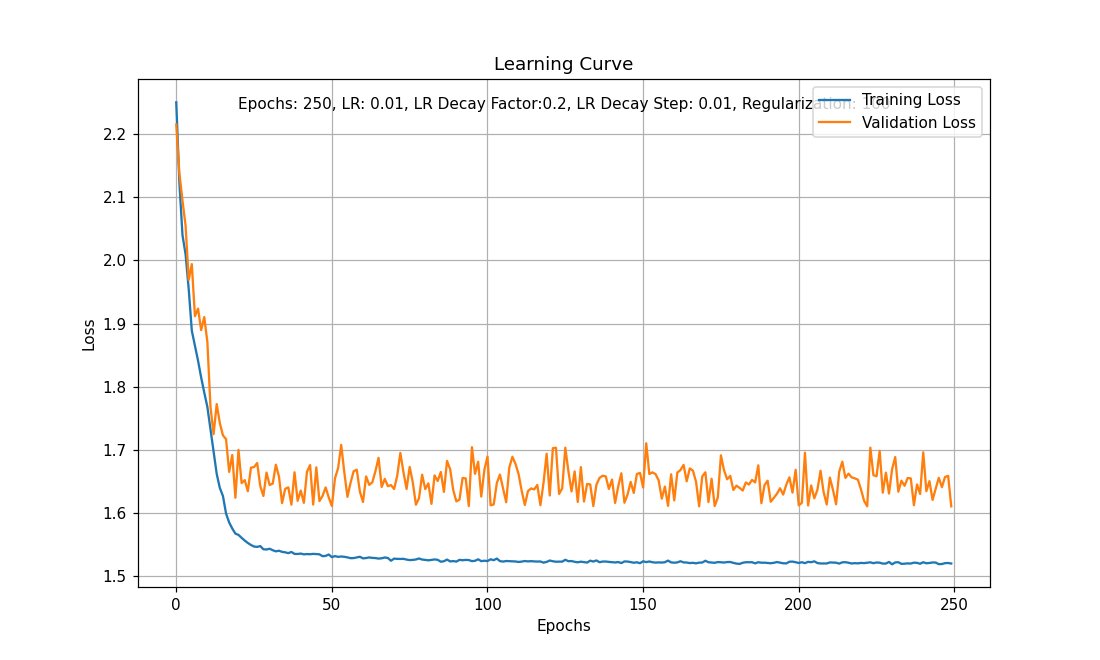 Learning Curve
Epochs: 250, LR: 0.01, LR Decay Factor:0.2, LR Decay Step: 0.01, Regularization:
Training Loss
Validation Loss
Loss
2.2
2.1
2.0
1.9
1.8
1.7
1.6
1.5
0 50 100 150 200 250
Epochs